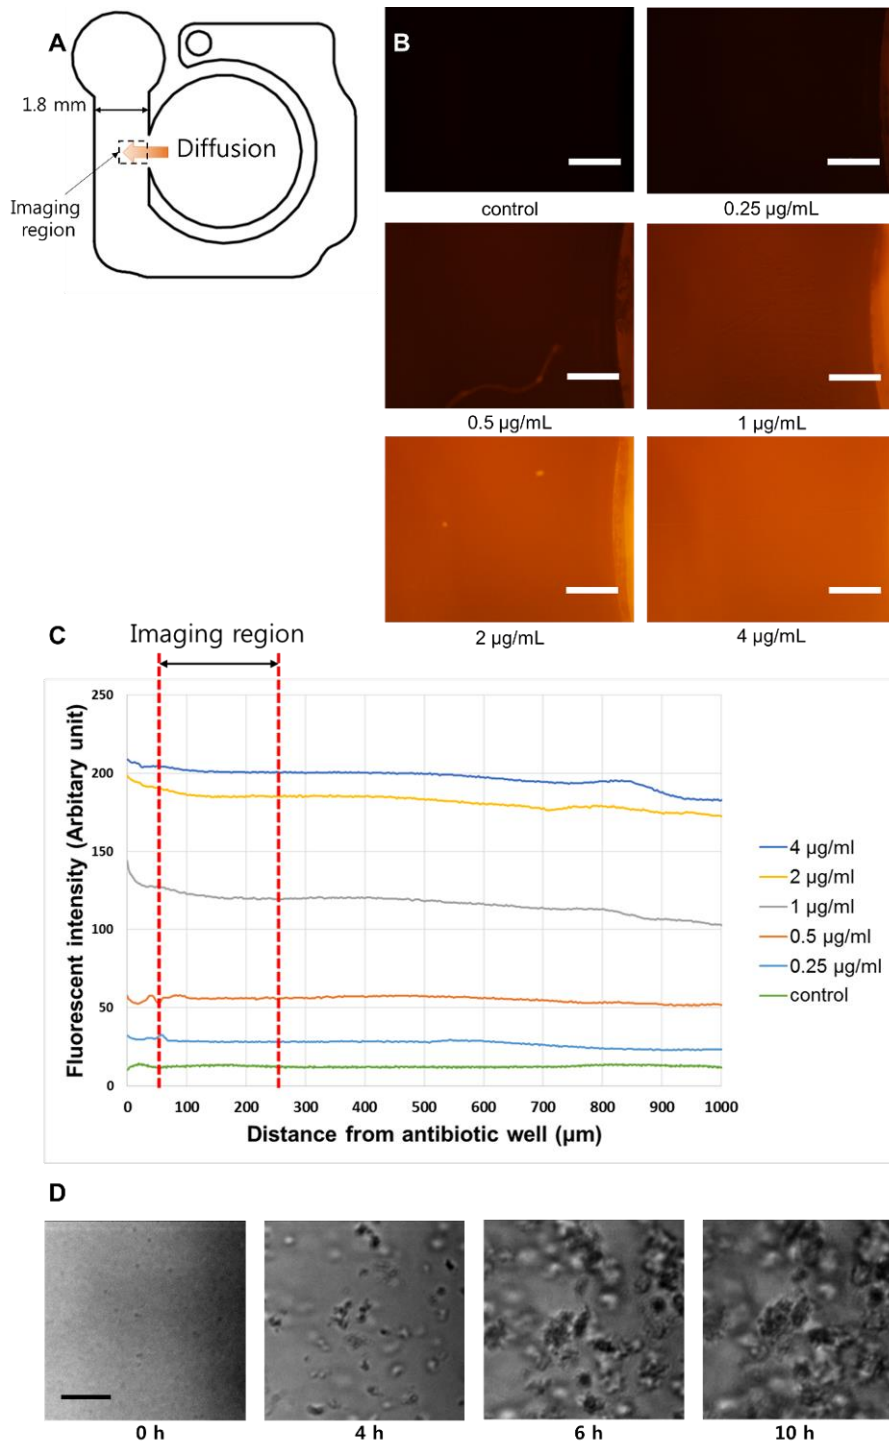 A
1.8 mm
Diffusion
Imaging
region
B
control
0.25 µg/mL
0.5 µg/mL
1 µg/mL
2 µg/mL
4 µg/mL
C
Imaging region
Fluorescent intensity (Arbitary unit)
250
200
150
100
50
0
0 100 200 300 400 500 600 700 800 900 1000
Distance from antibiotic well (µm)
4 µg/ml
2 µg/ml
1 µg/ml
0.5 µg/ml
0.25 µg/ml
control
D
0 h
4 h
6 h
10 h